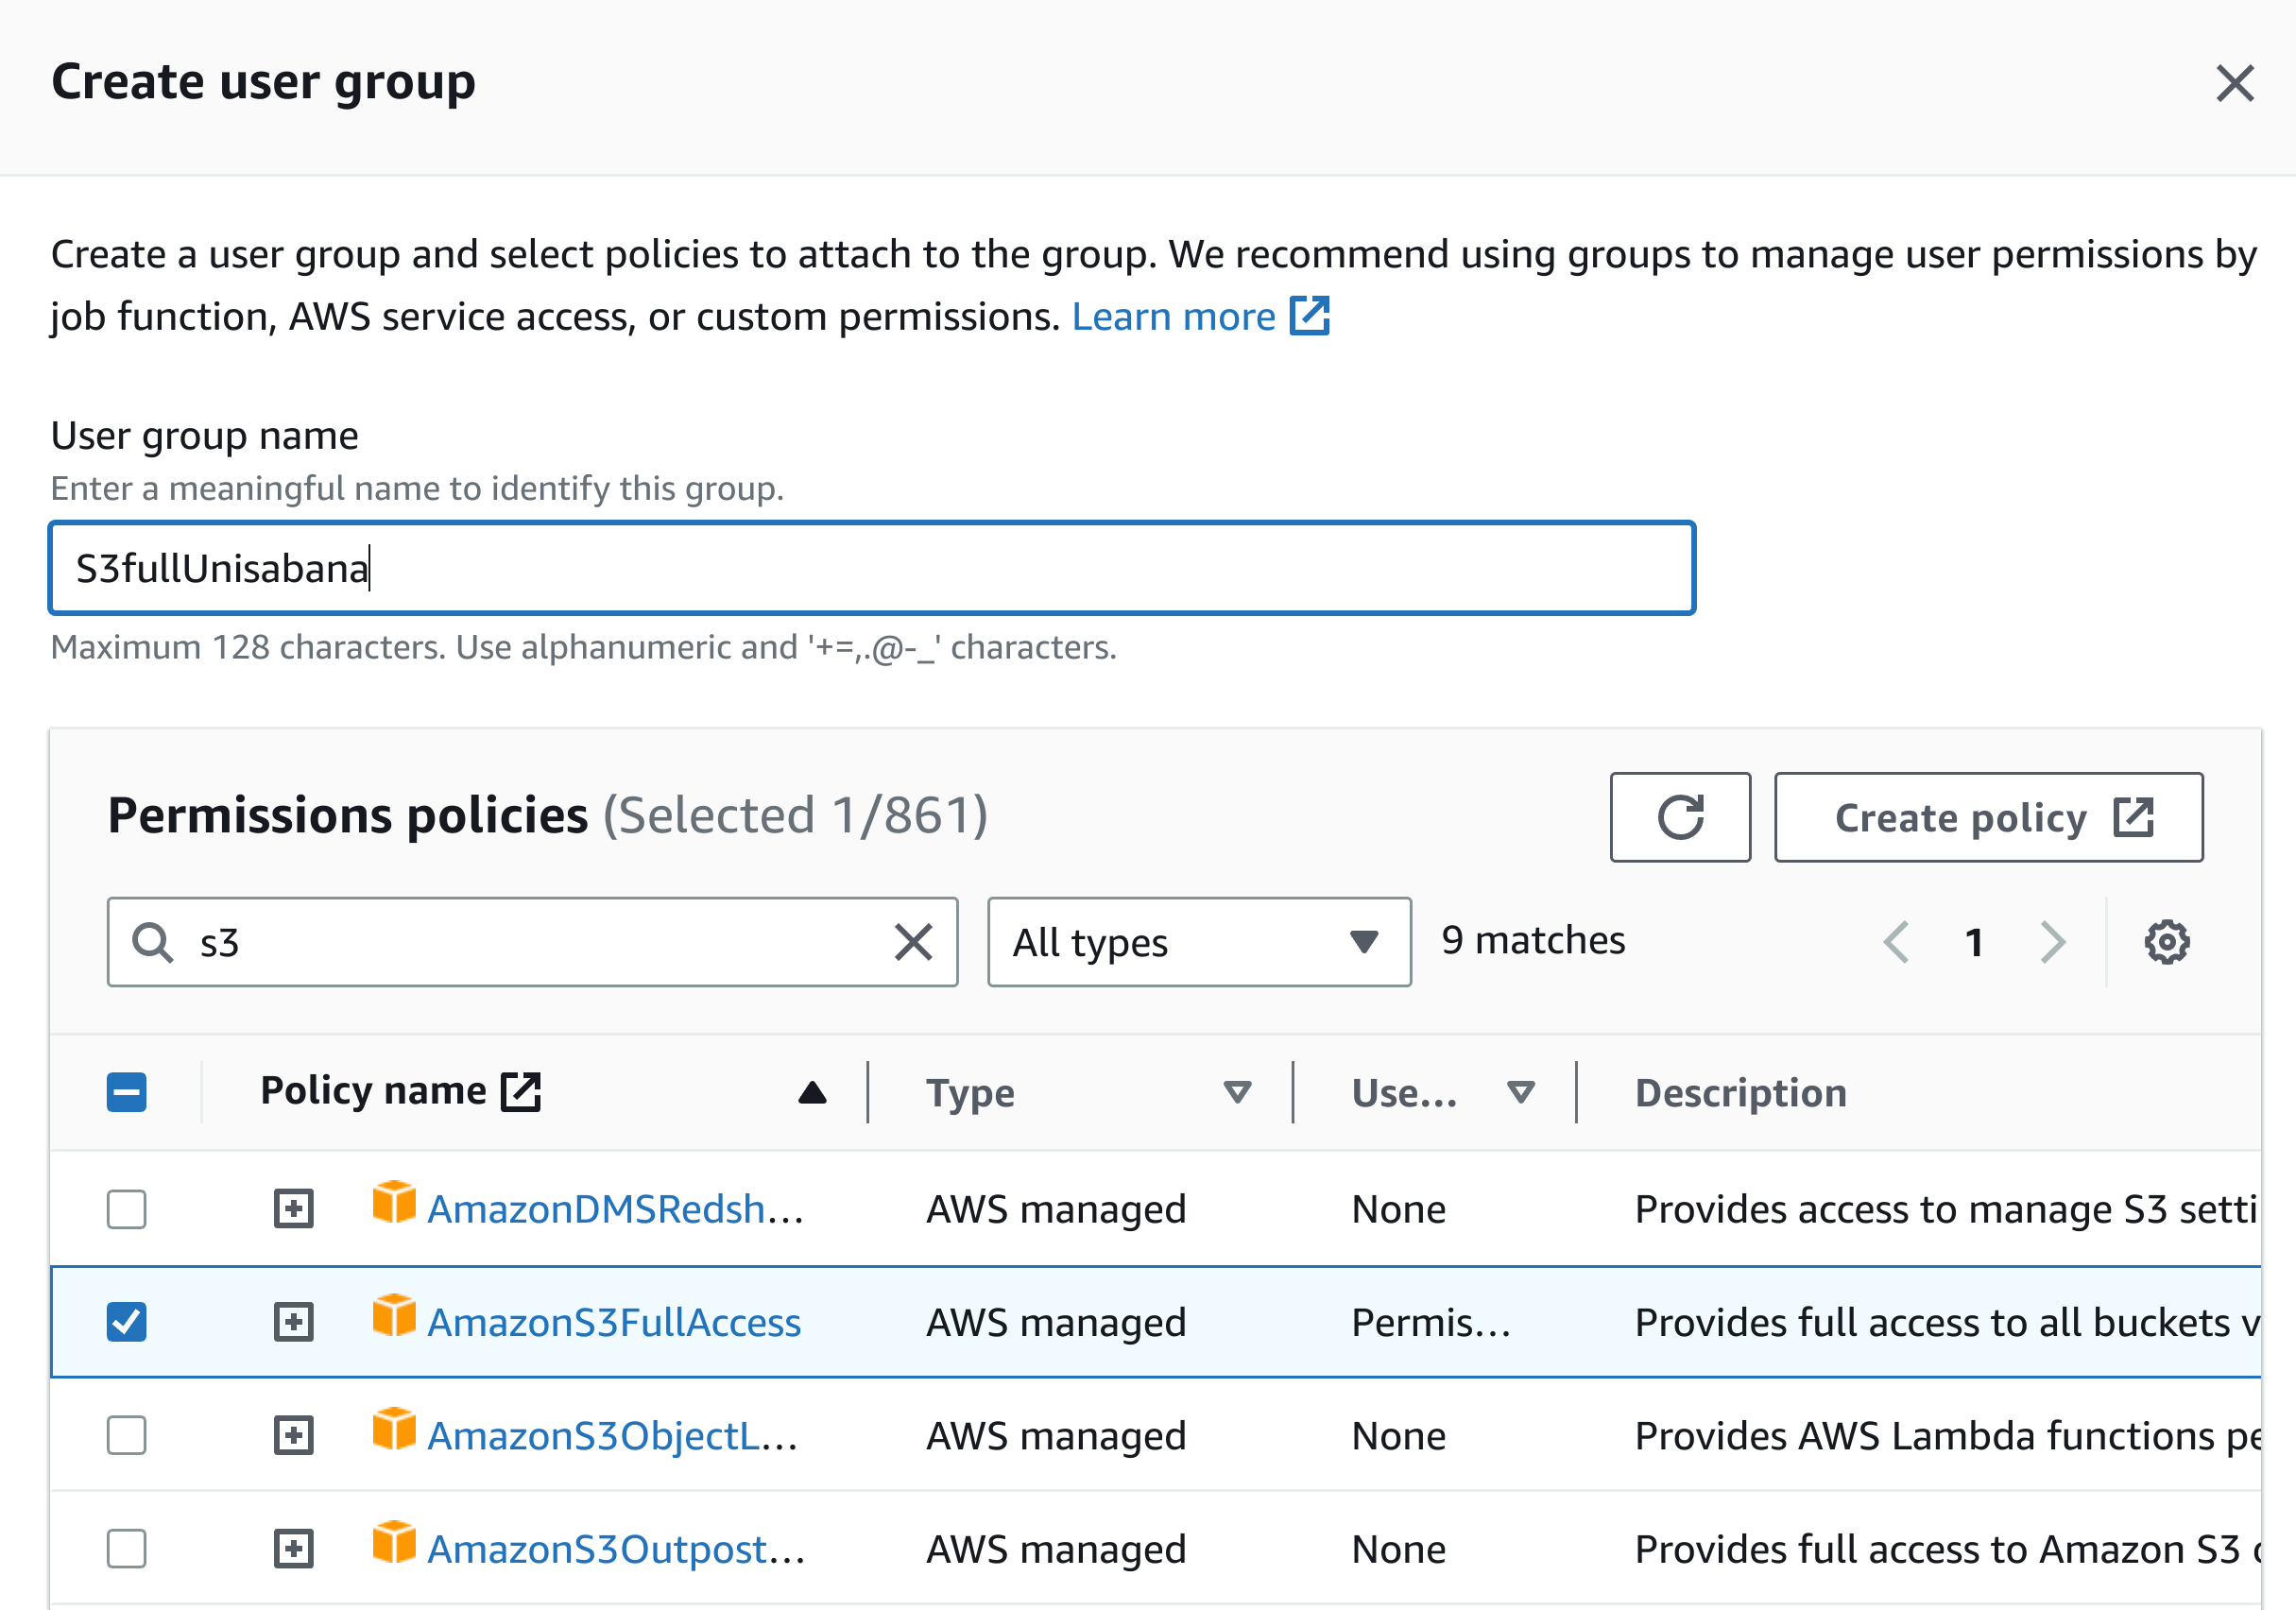 Create user group
Create a user group and select policies to attach to the group. We recommend using groups to manage user permissions by
job function, AWS service access, or custom permissions. Learn more
User group name
Enter a meaningful name to identify this group.
S3fullUnisabana
Maximum 128 characters. Use alphanumeric and '+=,.@-_' characters.
Permissions policies (Selected 1/861)
Create policy
s3
All types
9 matches
1
Policy name Type Use... Description
AmazonDMSRedsh... AWS managed None Provides access to manage S3 setti
AmazonS3FullAccess AWS managed Permis... Provides full access to all buckets v
AmazonS3ObjectL... AWS managed None Provides AWS Lambda functions pe
AmazonS3Outpost... AWS managed None Provides full access to Amazon S3